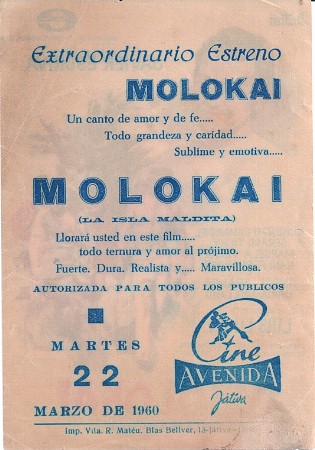 Extraordinario Estreno
MOLOKAI
Un canto de amor y de fe.....
Todo grandeza y caridad.....
Sublime y emotiva.....
MOLOKAI
(LA ISLA MALDITA)
Llorará usted en este film.....
todo ternura y amor al prójimo.
Fuerte. Dura. Realista y..... Maravillosa.
AUTORIZADA PARA TODOS LOS PUBLICOS
MARTES
22
MARZO DE 1960
Cine
AVENIDA
Játiva
Imp. Vda. R. Matéu, Blas Bellver, 13-Játiva